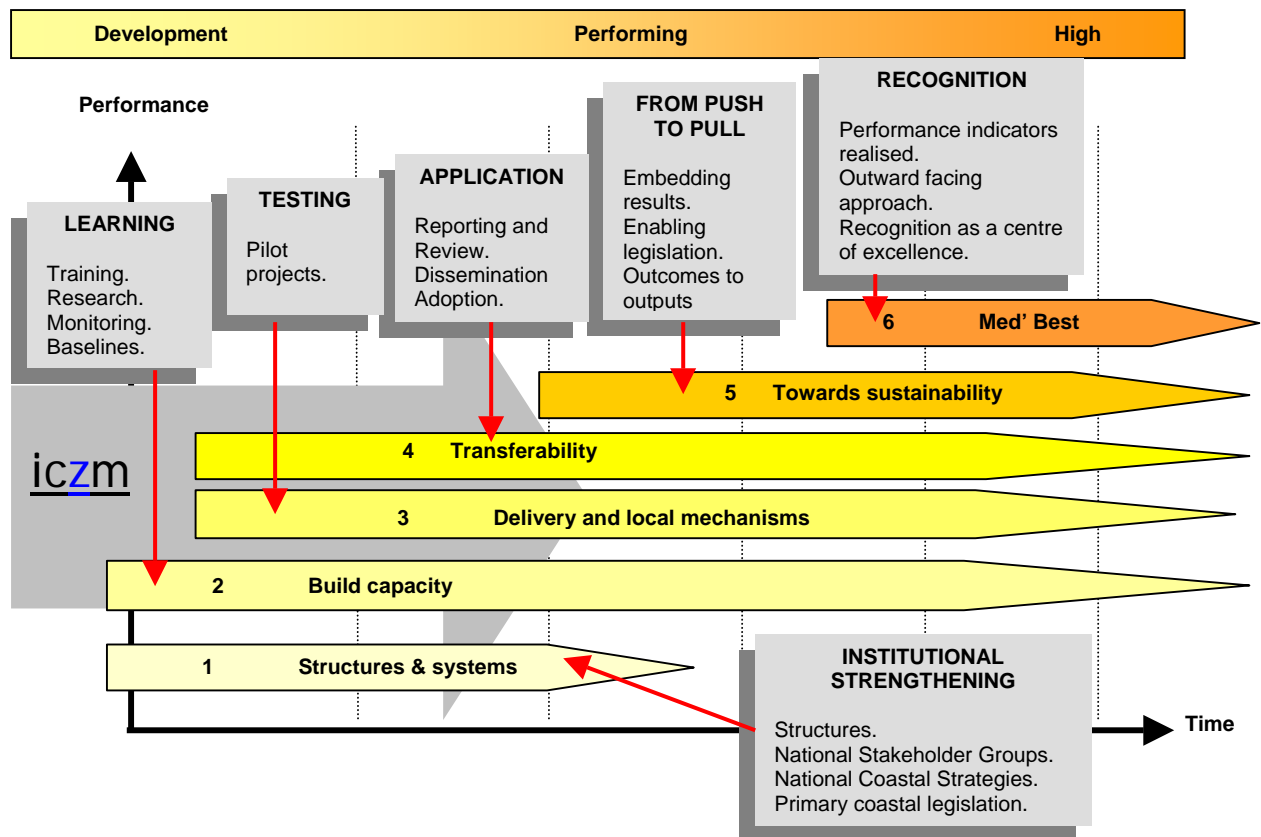 Development Performing High
Performance
RECOGNITION
Performance indicators
realised.
Outward facing
approach.
Recognition as a centre
of excellence.
FROM PUSH
TO PULL
Embedding
results.
Enabling
legislation.
Outcomes to
outputs
APPLICATION
Reporting and
Review.
Dissemination
Adoption.
TESTING
Pilot
projects.
LEARNING
Training.
Research.
Monitoring.
Baselines.
6 Med' Best
5 Towards sustainability
4 Transferability
iczm
3 Delivery and local mechanisms
2 Build capacity
1 Structures & systems
INSTITUTIONAL
STRENGTHENING
Structures.
National Stakeholder Groups.
National Coastal Strategies.
Primary coastal legislation.
Time